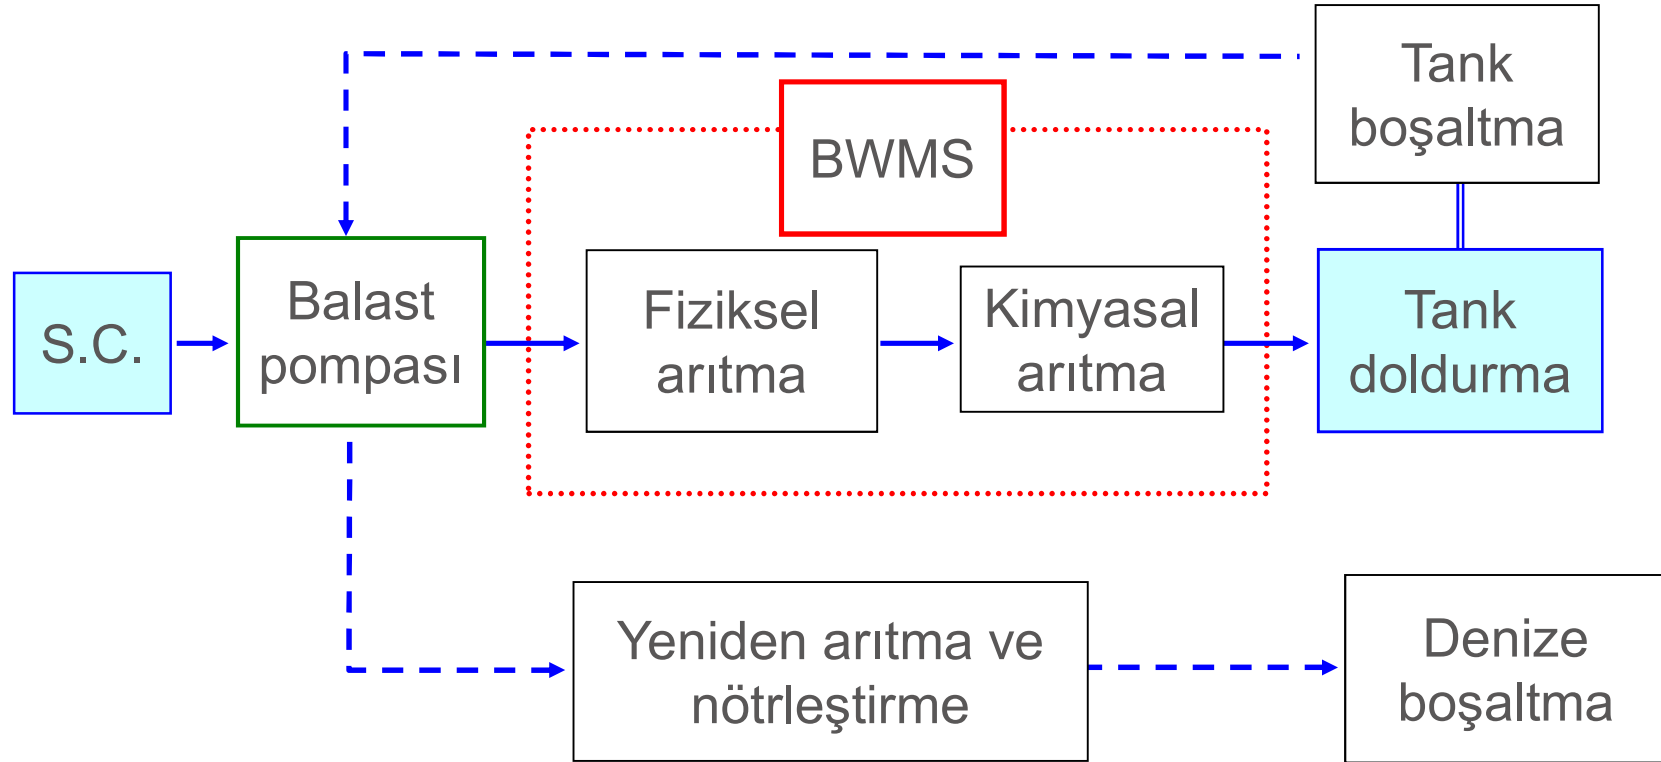 Tank
boşaltma
BWMS
S.C.
Balast
pompası
Fiziksel
arıtma
Kimyasal
arıtma
Tank
doldurma
Yeniden arıtma ve
nötrleştirme
Denize
boşaltma